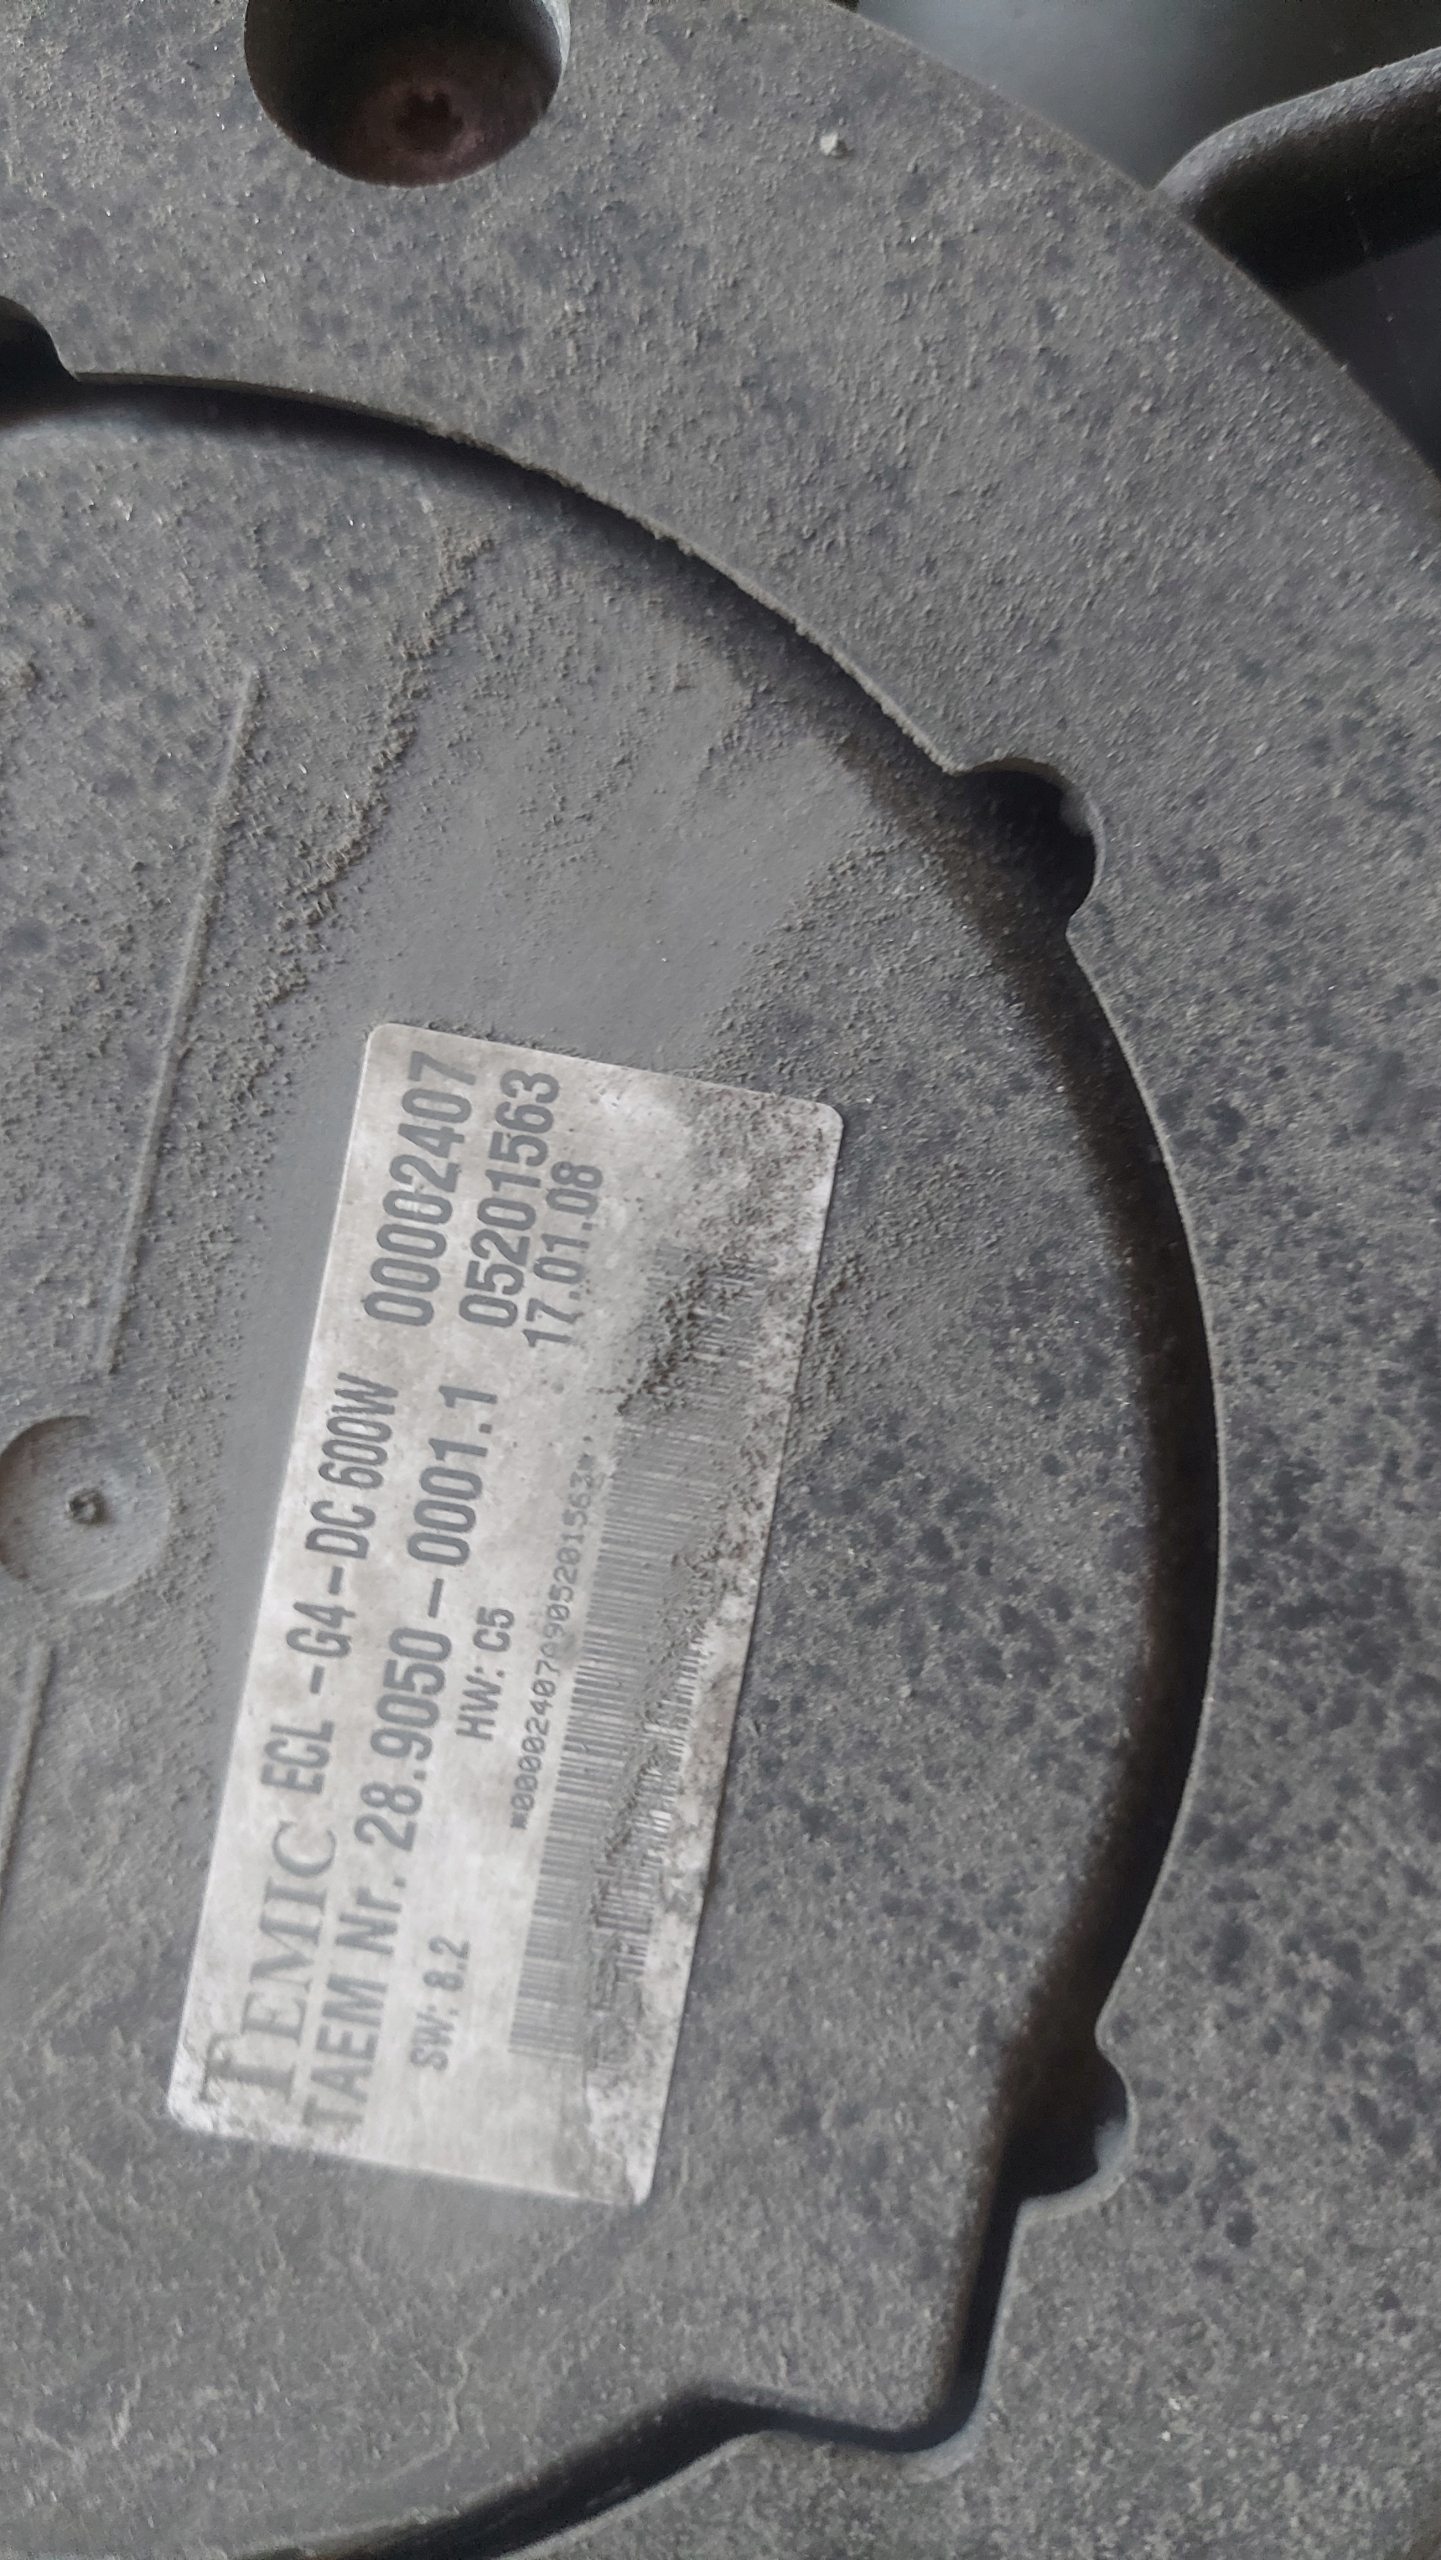 TEMIC ECL -G4-DC 600W 00002407
TAEM Nr. 28.9050-0001.1 05201563
SW: 8.2 HW: C5 17.01.08